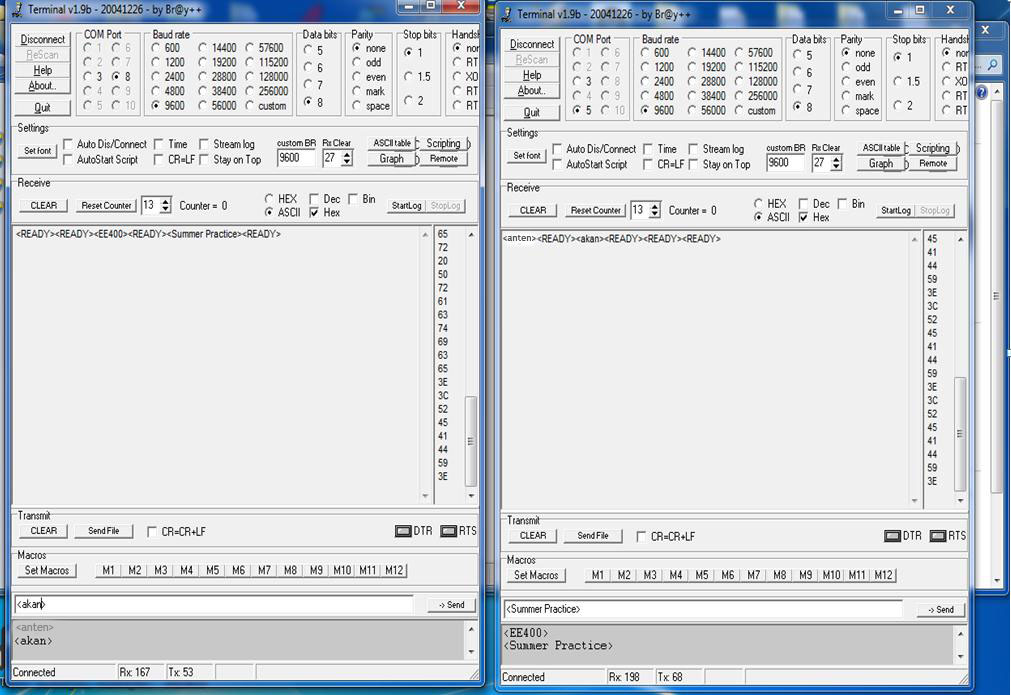 Terminal v1.9b - 20041226 - by Br@y++
Disconnect
ReScan
Help
About..
Quit
COM Port
1 6
2 7
3 8
4 9
5 10
Baud rate
600 14400 57600
1200 19200 115200
2400 28800 128000
4800 38400 256000
9600 56000 custom
Data bits
5
6
7
8
Parity
none
odd
even
mark
space
Stop bits
1
1.5
2
Handsh
nor
RT
XO
RT
RT
Settings
Set font
Auto Dis/Connect Time Stream log
AutoStart Script CR=LF Stay on Top
custom BR Rx Clear
9600 27
ASCII table Scripting
Graph Remote
Receive
CLEAR Reset Counter 13 Counter = 0
HEX Dec Bin
ASCII Hex
StartLog StopLog
<READY><READY><EE400><READY><Summer Practice><READY>
65
72
20
50
72
61
63
74
69
63
65
3E
3C
52
45
41
44
59
3E
Transmit
CLEAR Send File CR=CR+LF DTR RTS
Macros
Set Macros M1 M2 M3 M4 M5 M6 M7 M8 M9 M10 M11 M12
<akan>
-> Send
<anten>
<akan>
Connected Rx: 167 Tx: 53
Terminal v1.9b - 20041226 - by Br@y++
Disconnect
ReScan
Help
About..
Quit
COM Port
1 6
2 7
3 8
4 9
5 10
Baud rate
600 14400 57600
1200 19200 115200
2400 28800 128000
4800 38400 256000
9600 56000 custom
Data bits
5
6
7
8
Parity
none
odd
even
mark
space
Stop bits
1
1.5
2
Handsl
nor
RT
XO
RT
RT
Settings
Set font
Auto Dis/Connect Time Stream log
AutoStart Script CR=LF Stay on Top
custom BR Rx Clear
9600 27
ASCII table Scripting
Graph Remote
Receive
CLEAR Reset Counter 13 Counter = 0
HEX Dec Bin
ASCII Hex
StartLog StopLog
<anten><READY><akan><READY><READY><READY>
45
41
44
59
3E
3C
52
45
41
44
59
3E
3C
52
45
41
44
59
3E
Transmit
CLEAR Send File CR=CR+LF DTR RTS
Macros
Set Macros M1 M2 M3 M4 M5 M6 M7 M8 M9 M10 M11 M12
<Summer Practice>
-> Send
<EE400>
<Summer Practice>
Connected Rx: 198 Tx: 68